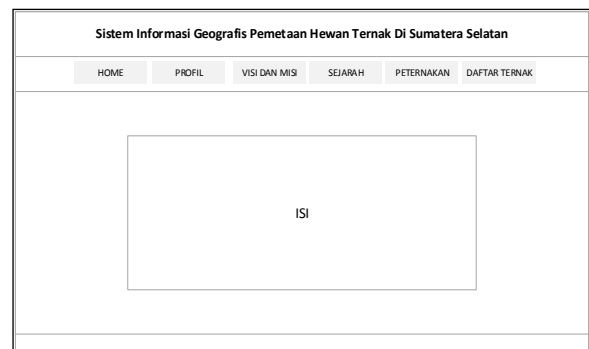 Sistem Informasi Geografis Pemetaan Hewan Ternak Di Sumatera Selatan
HOME PROFIL VISI DAN MISI SEJARAH PETERNAKAN DAFTAR TERNAK
ISI